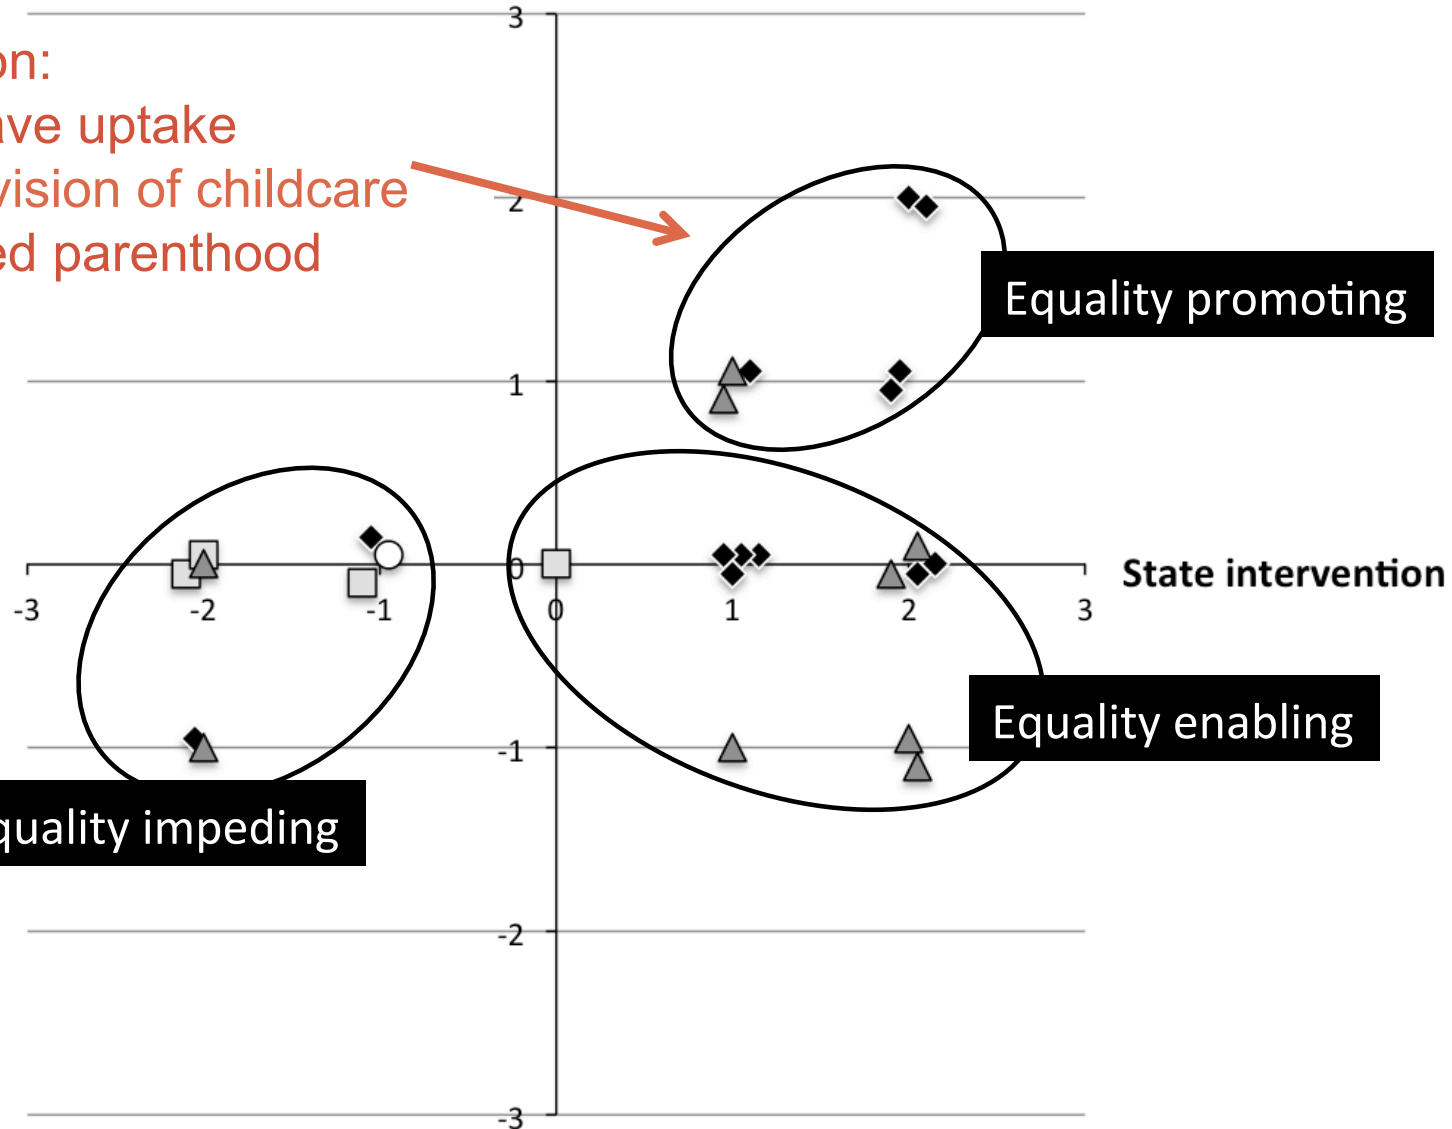 3
on:
ave uptake
vision of childcare
2
ed parenthood
Equality promoting
1
0
State intervention
-3
-2
-1
0
1
2
3
Equality enabling
-1
quality impeding
-2
-3